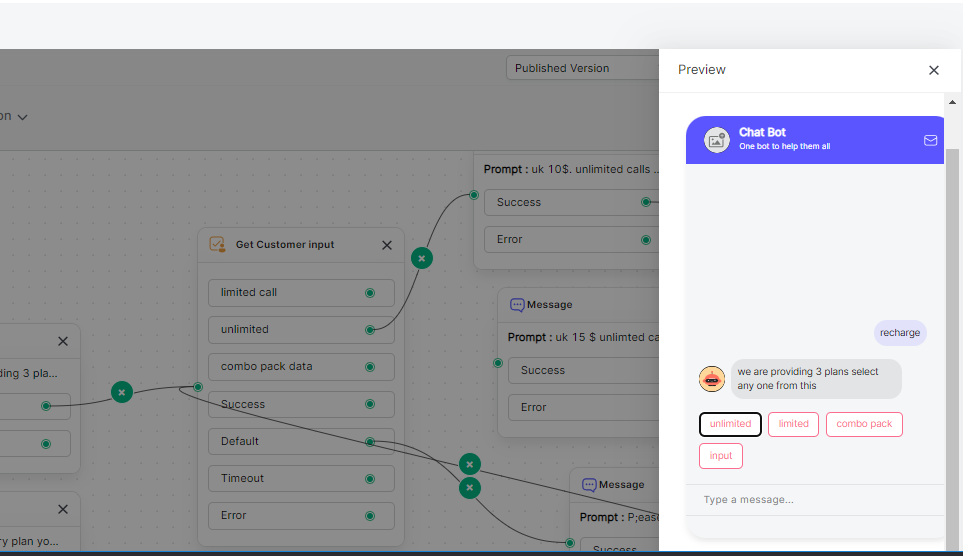 Published Version
on
Prompt : uk 10$. unlimited calls ..
Success
Error
Get Customer input
limited call
unlimited
combo pack data
Success
Default
Timeout
Error
Message
Prompt : uk 15 $ unlimted ca
Success
Error
ding 3 pla...
ry plan yo...
Message
Prompt : P;ease
Success
Preview
Chat Bot
One bot to help them all
recharge
we are providing 3 plans select
any one from this
unlimited
limited
combo pack
input
Type a message...